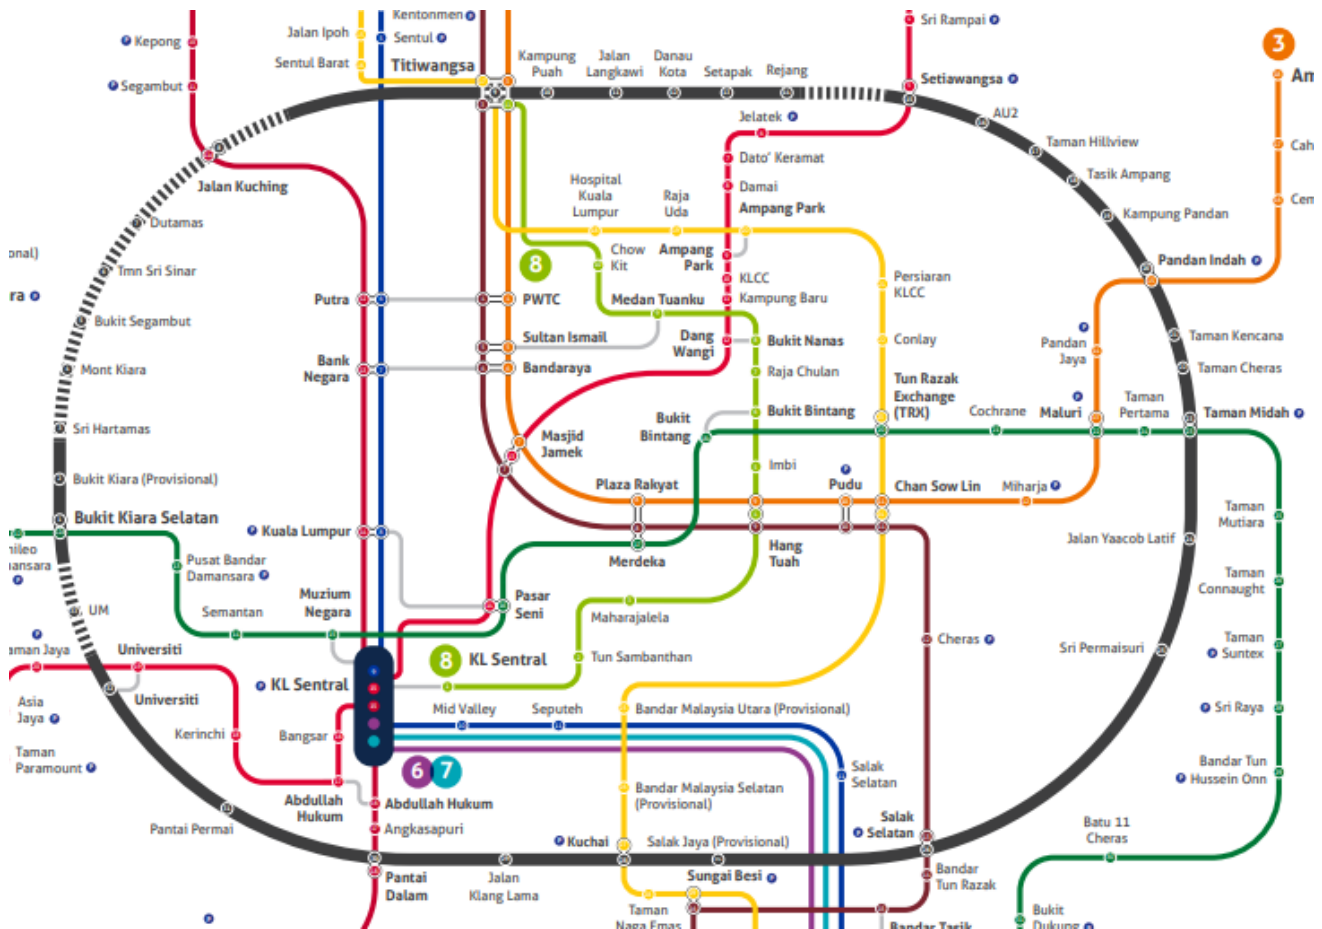 Kentonmen
Sri Rampai
Jalan Ipoh
Sentul
Kepong
Sentul Barat
Titiwangsa
Kampung
Puah
Jalan
Langkawi
Danau
Kota
Setapak
Rejang
Setiawangsa
3
Am
Segambut
AU2
Jelatek
Taman Hillview
Cah
Dato' Keramat
Tasik Ampang
Jalan Kuching
Damai
Hospital
Kuala
Lumpur
Raja
Uda
Ampang Park
Cem
Kampung Pandan
Dutamas
onal)
8
Chow
Kit
Ampang
Park
Pandan Indah
Tmn Sri Sinar
KLCC
Persiaran
KLCC
ra
Putra
PWTC
Medan Tuanku
Kampung Baru
Bukit Segambut
Sultan Ismail
Dang
Wangi
Bukit Nanas
Conlay
Pandan
Jaya
Taman Kencana
Mont Kiara
Bank
Negara
Bandaraya
Raja Chulan
Taman Cheras
Tun Razak
Exchange
(TRX)
Cochrane
Maluri
Taman
Pertama
Taman Midah
Sri Hartamas
Bukit
Bintang
Bukit Bintang
Masjid
Jamek
Bukit Kiara (Provisional)
Imbi
Plaza Rakyat
Pudu
Chan Sow Lin
Miharja
Bukit Kiara Selatan
Taman
Mutiara
Kuala Lumpur
Jalan Yaacob Latif
hileo
mansara
Pusat Bandar
Damansara
Merdeka
Hang
Tuah
Taman
Connaught
UM
Semantan
Muzium
Negara
Pasar
Seni
Maharajalela
aman Jaya
Universiti
8 KL Sentral
Tun Sambanthan
Cheras
Sri Permaisuri
Taman
Suntex
Universiti
KL Sentral
Asia
Jaya
Mid Valley
Seputeh
Bandar Malaysia Utara (Provisional)
Sri Raya
Kerinchi
Bangsar
Taman
Paramount
6 7
Salak
Selatan
Bandar Tun
Hussein Onn
Abdullah
Hukum
Abdullah Hukum
Bandar Malaysia Selatan
(Provisional)
Pantai Permai
Angkasapuri
Salak
Selatan
Batu 11
Cheras
Kuchai
Salak Jaya (Provisional)
Pantai
Dalam
Jalan
Klang Lama
Sungai Besi
Bandar
Tun Razak
Taman
Naga Emas
Bandar Tasik
Bukit
Dukung